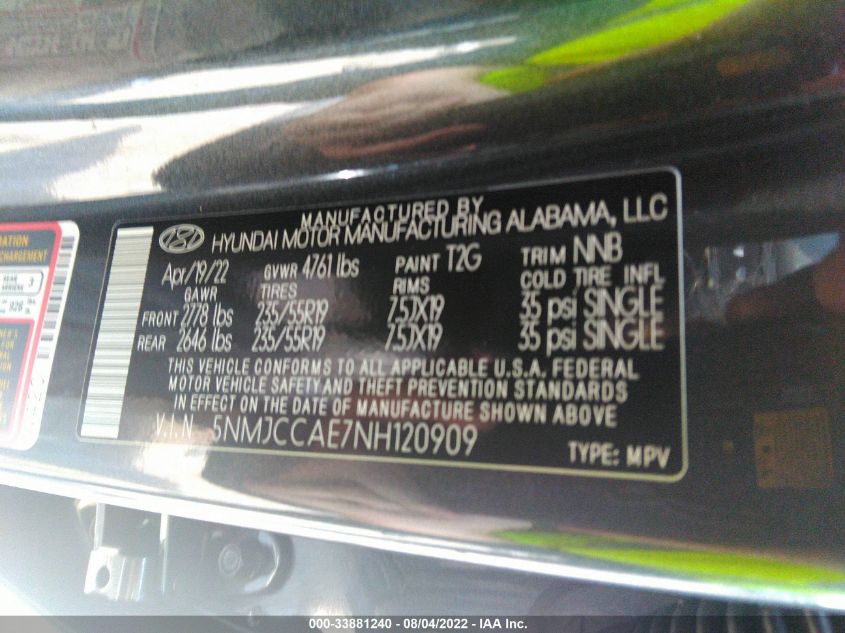 MANUFACTURED BY
HYUNDAI MOTOR MANUFACTURING ALABAMA, LLC
Apr/19/22 GVWR 4761 lbs PAINT T2G TRIM NNB
GAWR TIRES RIMS COLD TIRE INFL
FRONT 2778 lbs 235/55R19 7.5JX19 35 psi SINGLE
REAR 2646 lbs 235/55R19 7.5JX19 35 psi SINGLE
THIS VEHICLE CONFORMS TO ALL APPLICABLE U.S.A. FEDERAL
MOTOR VEHICLE SAFETY AND THEFT PREVENTION STANDARDS
IN EFFECT ON THE DATE OF MANUFACTURE SHOWN ABOVE
V.I.N 5NMJCCAE7NH120909
TYPE: MPV
REAR 3
000-33881240 - 08/04/2022 - IAA Inc.